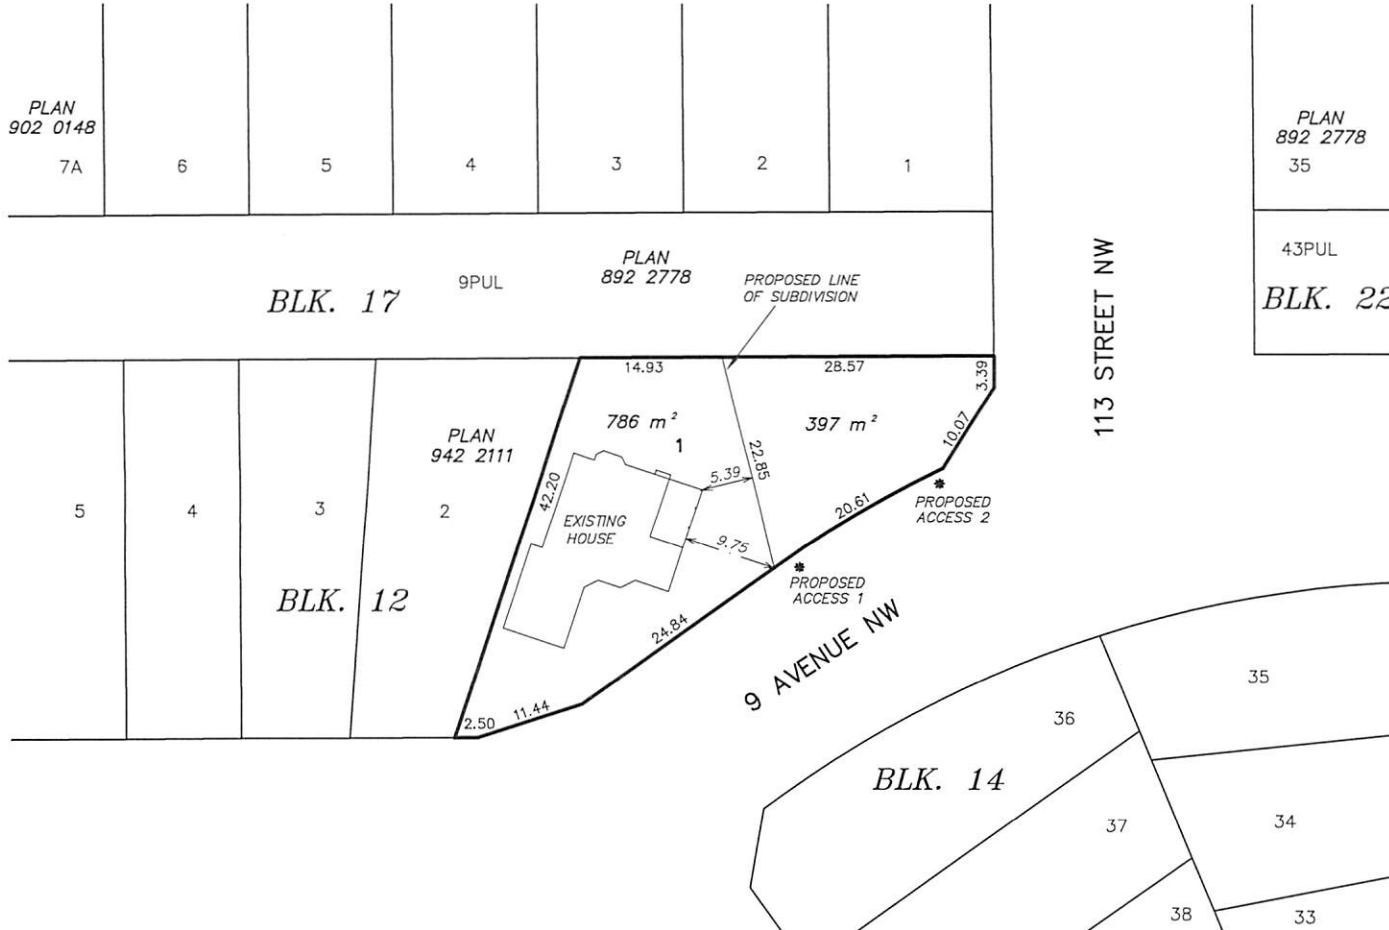 PLAN
902 0148
7A
6
5
4
3
2
1
PLAN
892 2778
35
BLK. 17
9PUL
PLAN
892 2778
PROPOSED LINE
OF SUBDIVISION
113 STREET NW
43PUL
BLK. 22
14.93
28.57
3.39
786 m²
1
397 m²
10.07
22.85
5.39
42.20
PLAN
942 2111
5
4
3
2
EXISTING
HOUSE
9.75
20.61
PROPOSED
ACCESS 2
PROPOSED
ACCESS 1
BLK. 12
24.84
9 AVENUE NW
2.50
11.44
35
36
BLK. 14
37
34
38
33